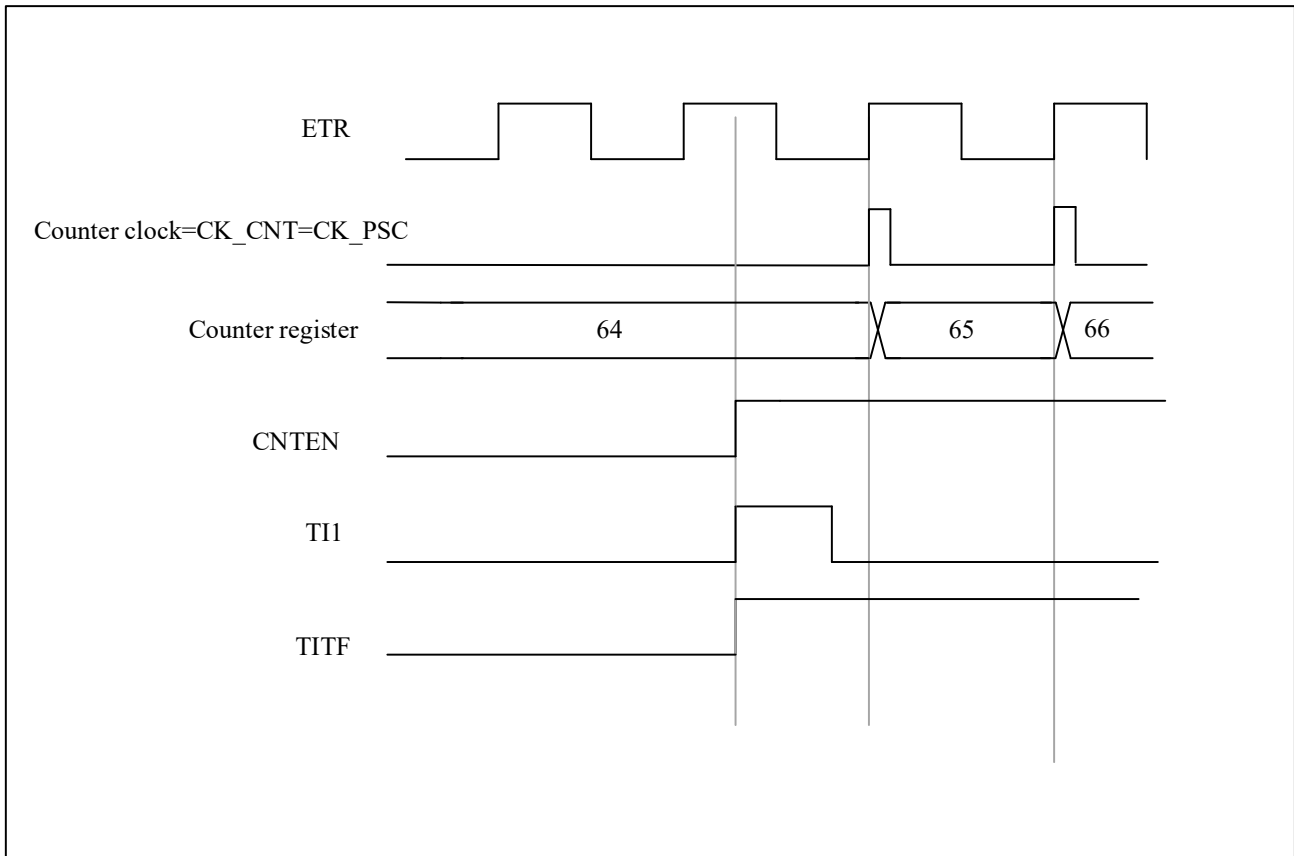 ETR
Counter clock=CK_CNT=CK_PSC
Counter register 64 65 66
CNTEN
TI1
TITF